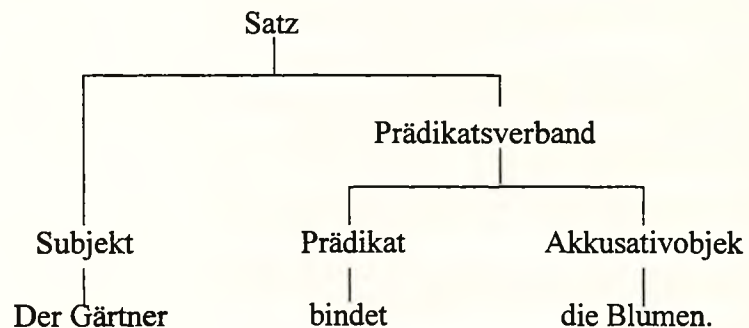 Satz
Prädikatsverband
Subjekt Prädikat Akkusativobjek
Der Gärtner bindet die Blumen.